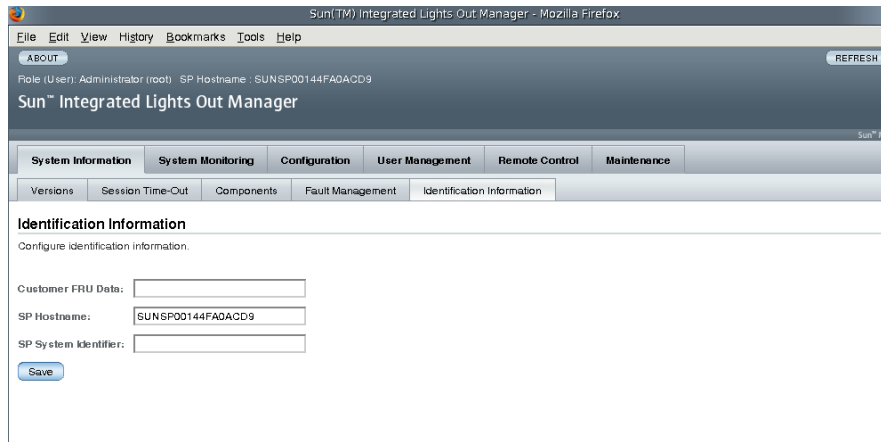 Sun(TM) Integrated Lights Out Manager - Mozilla Firefox
File Edit View History Bookmarks Tools Help
ABOUT REFRESH
Role (User): Administrator (root) SP Hostname : SUNSP00144FA0ACD9
Sun™ Integrated Lights Out Manager
Sun™
System Information System Monitoring Configuration User Management Remote Control Maintenance
Versions Session Time-Out Components Fault Management Identification Information
Identification Information
Configure identification information.
Customer FRU Data:
SP Hostname: SUNSP00144FA0ACD9
SP System Identifier:
Save